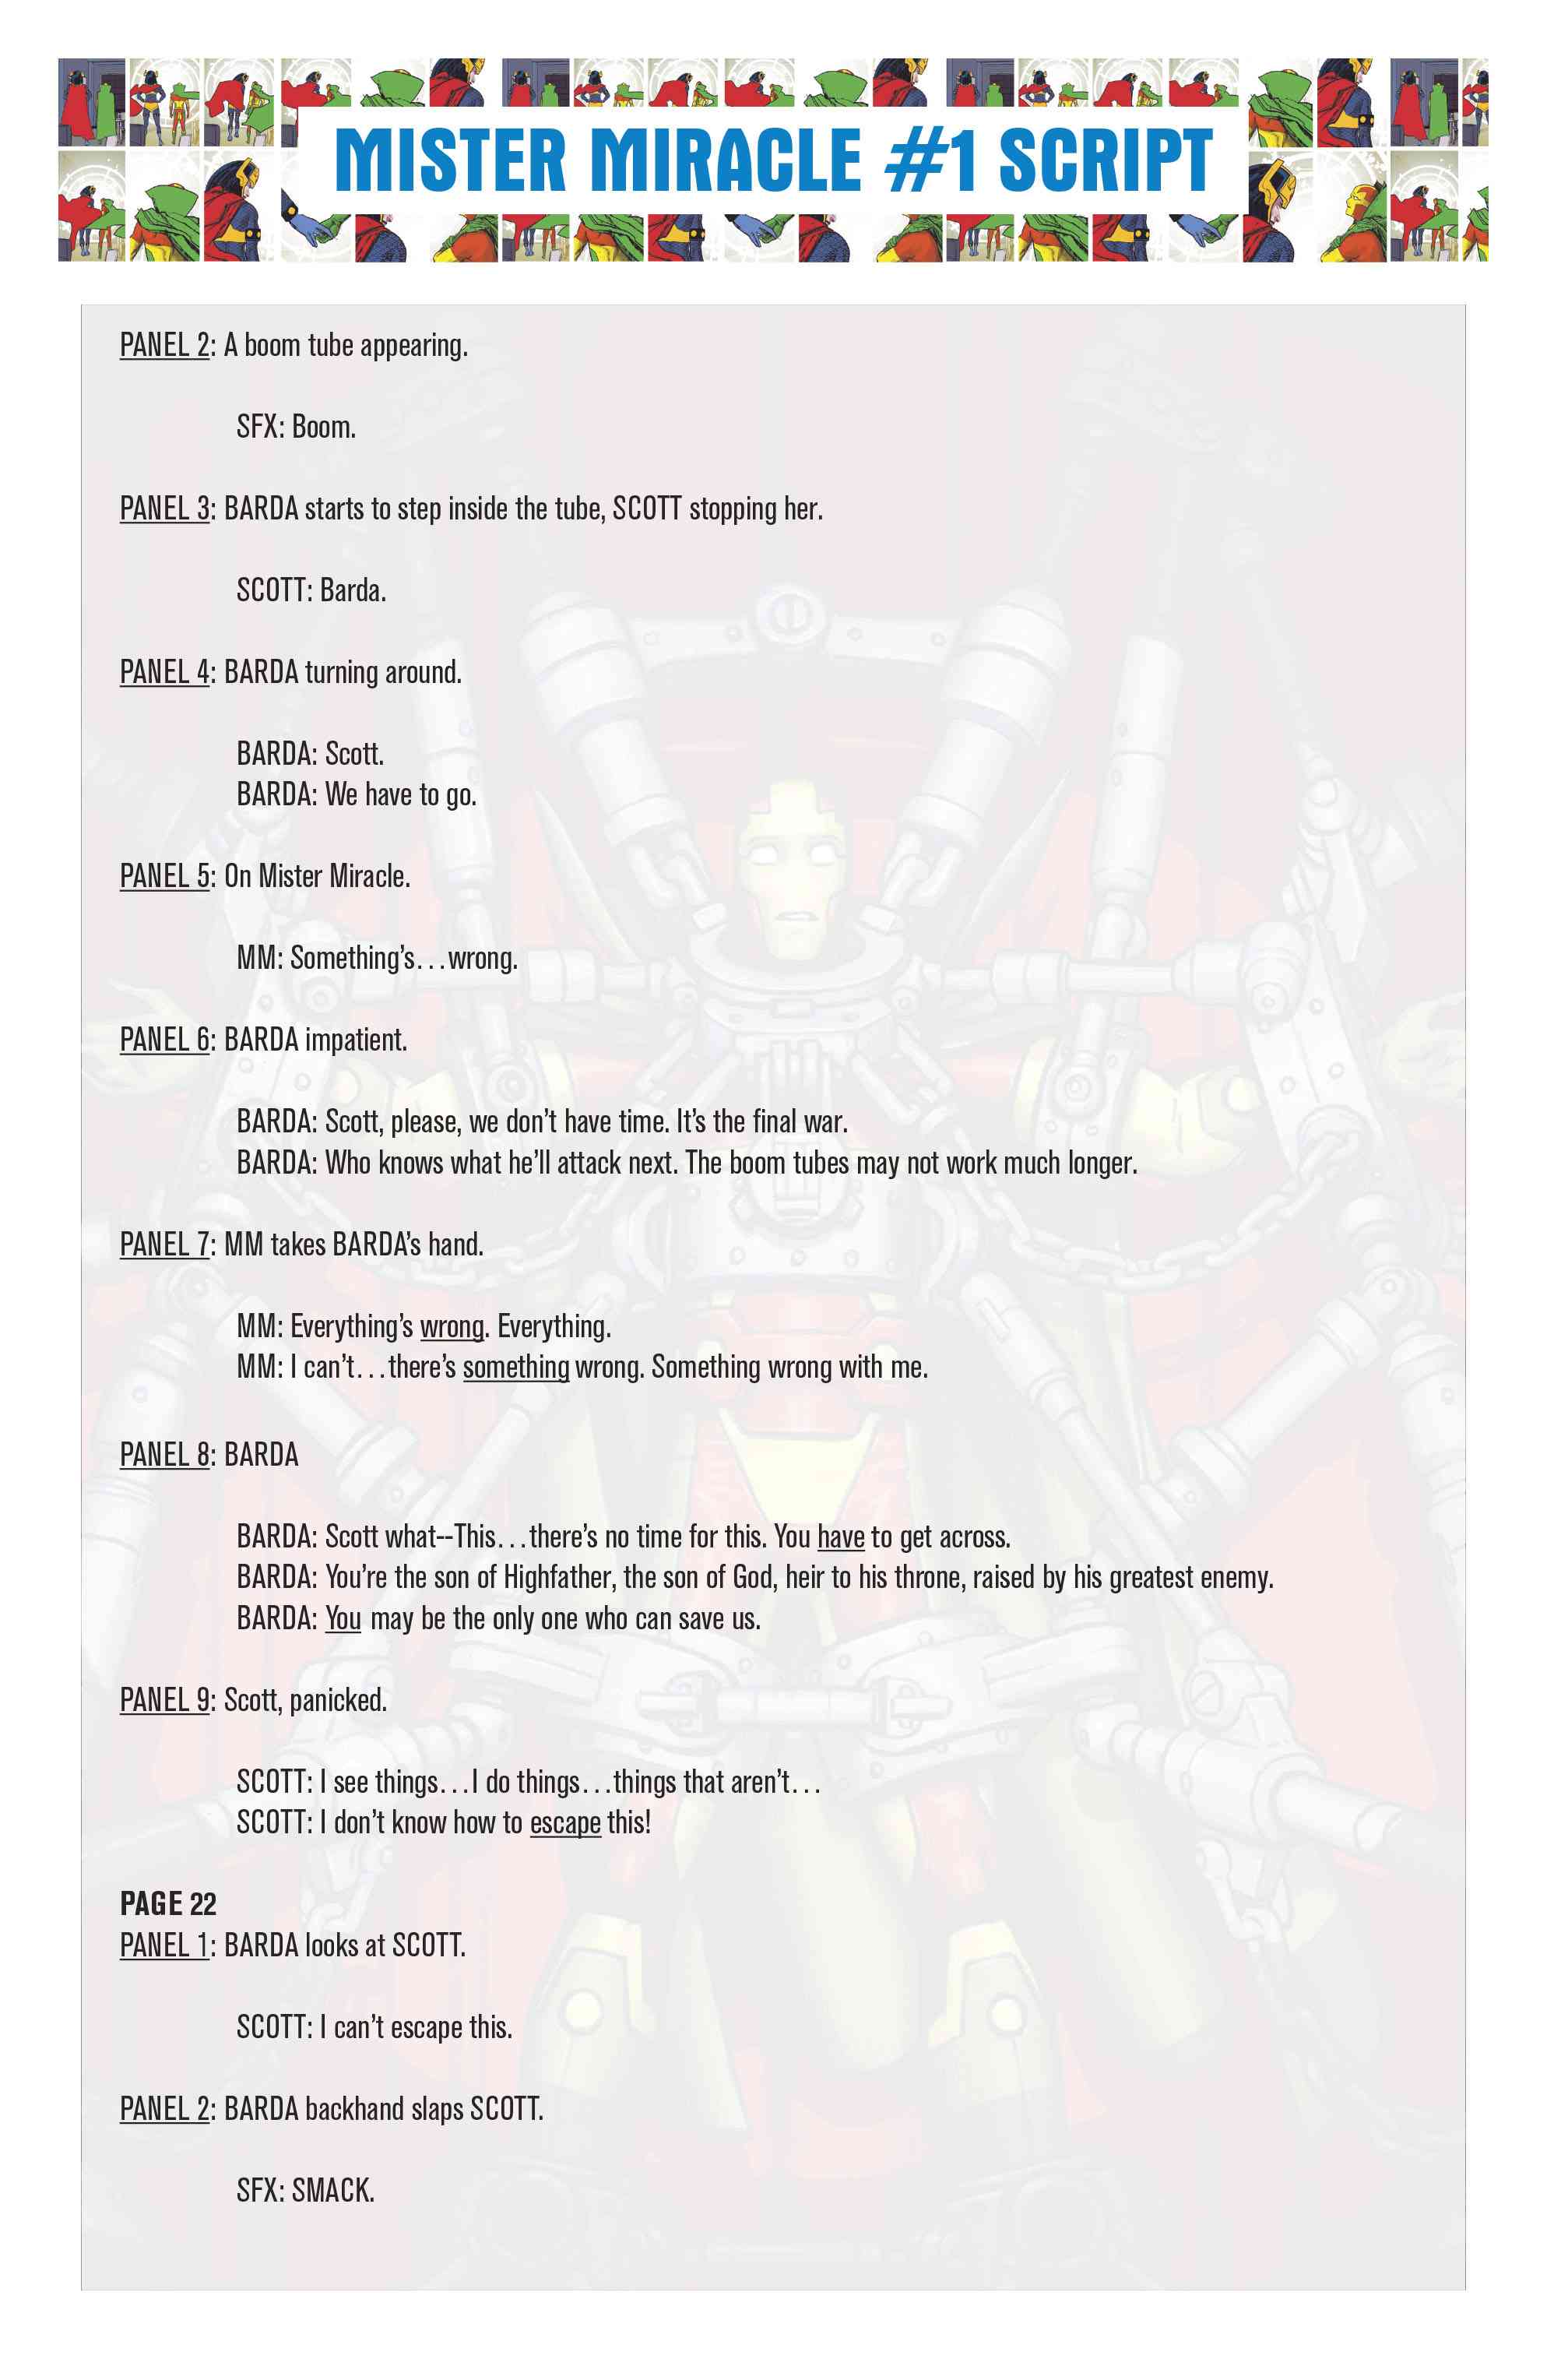 MISTER MIRACLE #1 SCRIPT
PANEL 2: A boom tube appearing.
SFX: Boom.
PANEL 3: BARDA starts to step inside the tube, SCOTT stopping her.
SCOTT: Barda.
PANEL 4: BARDA turning around.
BARDA: Scott.
BARDA: We have to go.
PANEL 5: On Mister Miracle.
MM: Something’s…wrong.
PANEL 6: BARDA impatient.
BARDA: Scott, please, we don’t have time. It’s the final war.
BARDA: Who knows what he’ll attack next. The boom tubes may not work much longer.
PANEL 7: MM takes BARDA’s hand.
MM: Everything’s wrong. Everything.
MM: I can’t…there’s something wrong. Something wrong with me.
PANEL 8: BARDA
BARDA: Scott what--This…there’s no time for this. You have to get across.
BARDA: You’re the son of Highfather, the son of God, heir to his throne, raised by his greatest enemy.
BARDA: You may be the only one who can save us.
PANEL 9: Scott, panicked.
SCOTT: I see things…I do things…things that aren’t…
SCOTT: I don’t know how to escape this!
PAGE 22
PANEL 1: BARDA looks at SCOTT.
SCOTT: I can’t escape this.
PANEL 2: BARDA backhand slaps SCOTT.
SFX: SMACK.